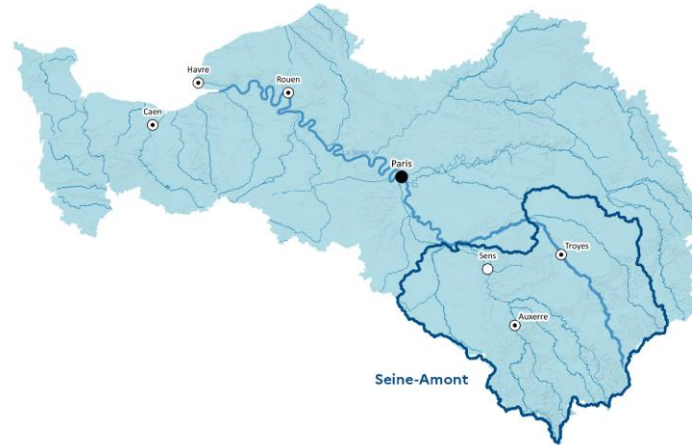 Havre
Rouen
Caen
Paris
Troyes
Sens
Auxerre
Seine-Amont